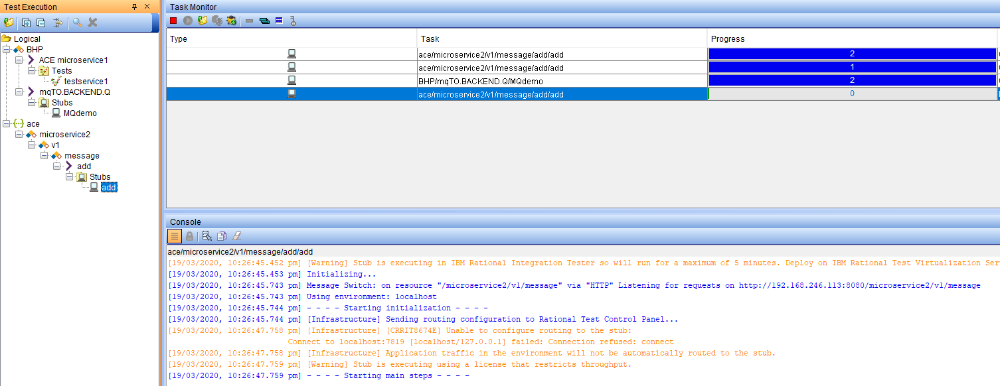 Test Execution
Logical
BHP
ACE microservice1
Tests
testservice1
mqTO.BACKEND.Q
Stubs
MQdemo
ace
microservice2
v1
message
add
Stubs
add
Task Monitor
Type Task Progress
ace/microservice2/v1/message/add/add 2
ace/microservice2/v1/message/add/add 1
BHP/mqTO.BACKEND.Q/MQdemo 2
ace/microservice2/v1/message/add/add 0
Console
ace/microservice2/v1/message/add/add
[19/03/2020, 10:26:45.452 pm] [Warning] Stub is executing in IBM Rational Integration Tester so will run for a maximum of 5 minutes. Deploy on IBM Rational Test Virtualization Ser
[19/03/2020, 10:26:45.453 pm] Initializing...
[19/03/2020, 10:26:45.743 pm] Message Switch: on resource "/microservice2/v1/message" via "HTTP" Listening for requests on http://192.168.246.113:8080/microservice2/v1/message
[19/03/2020, 10:26:45.743 pm] Using environment: localhost
[19/03/2020, 10:26:45.744 pm] - - - - Starting initialization - - - -
[19/03/2020, 10:26:45.744 pm] [Infrastructure] Sending routing configuration to Rational Test Control Panel...
[19/03/2020, 10:26:47.758 pm] [Infrastructure] [CRRIT8674E] Unable to configure routing to the stub:
Connect to localhost:7819 [localhost/127.0.0.1] failed: Connection refused: connect
[19/03/2020, 10:26:47.758 pm] [Infrastructure] Application traffic in the environment will not be automatically routed to the stub.
[19/03/2020, 10:26:47.759 pm] [Warning] Stub is executing using a license that restricts throughput.
[19/03/2020, 10:26:47.759 pm] - - - - Starting main steps - - - -